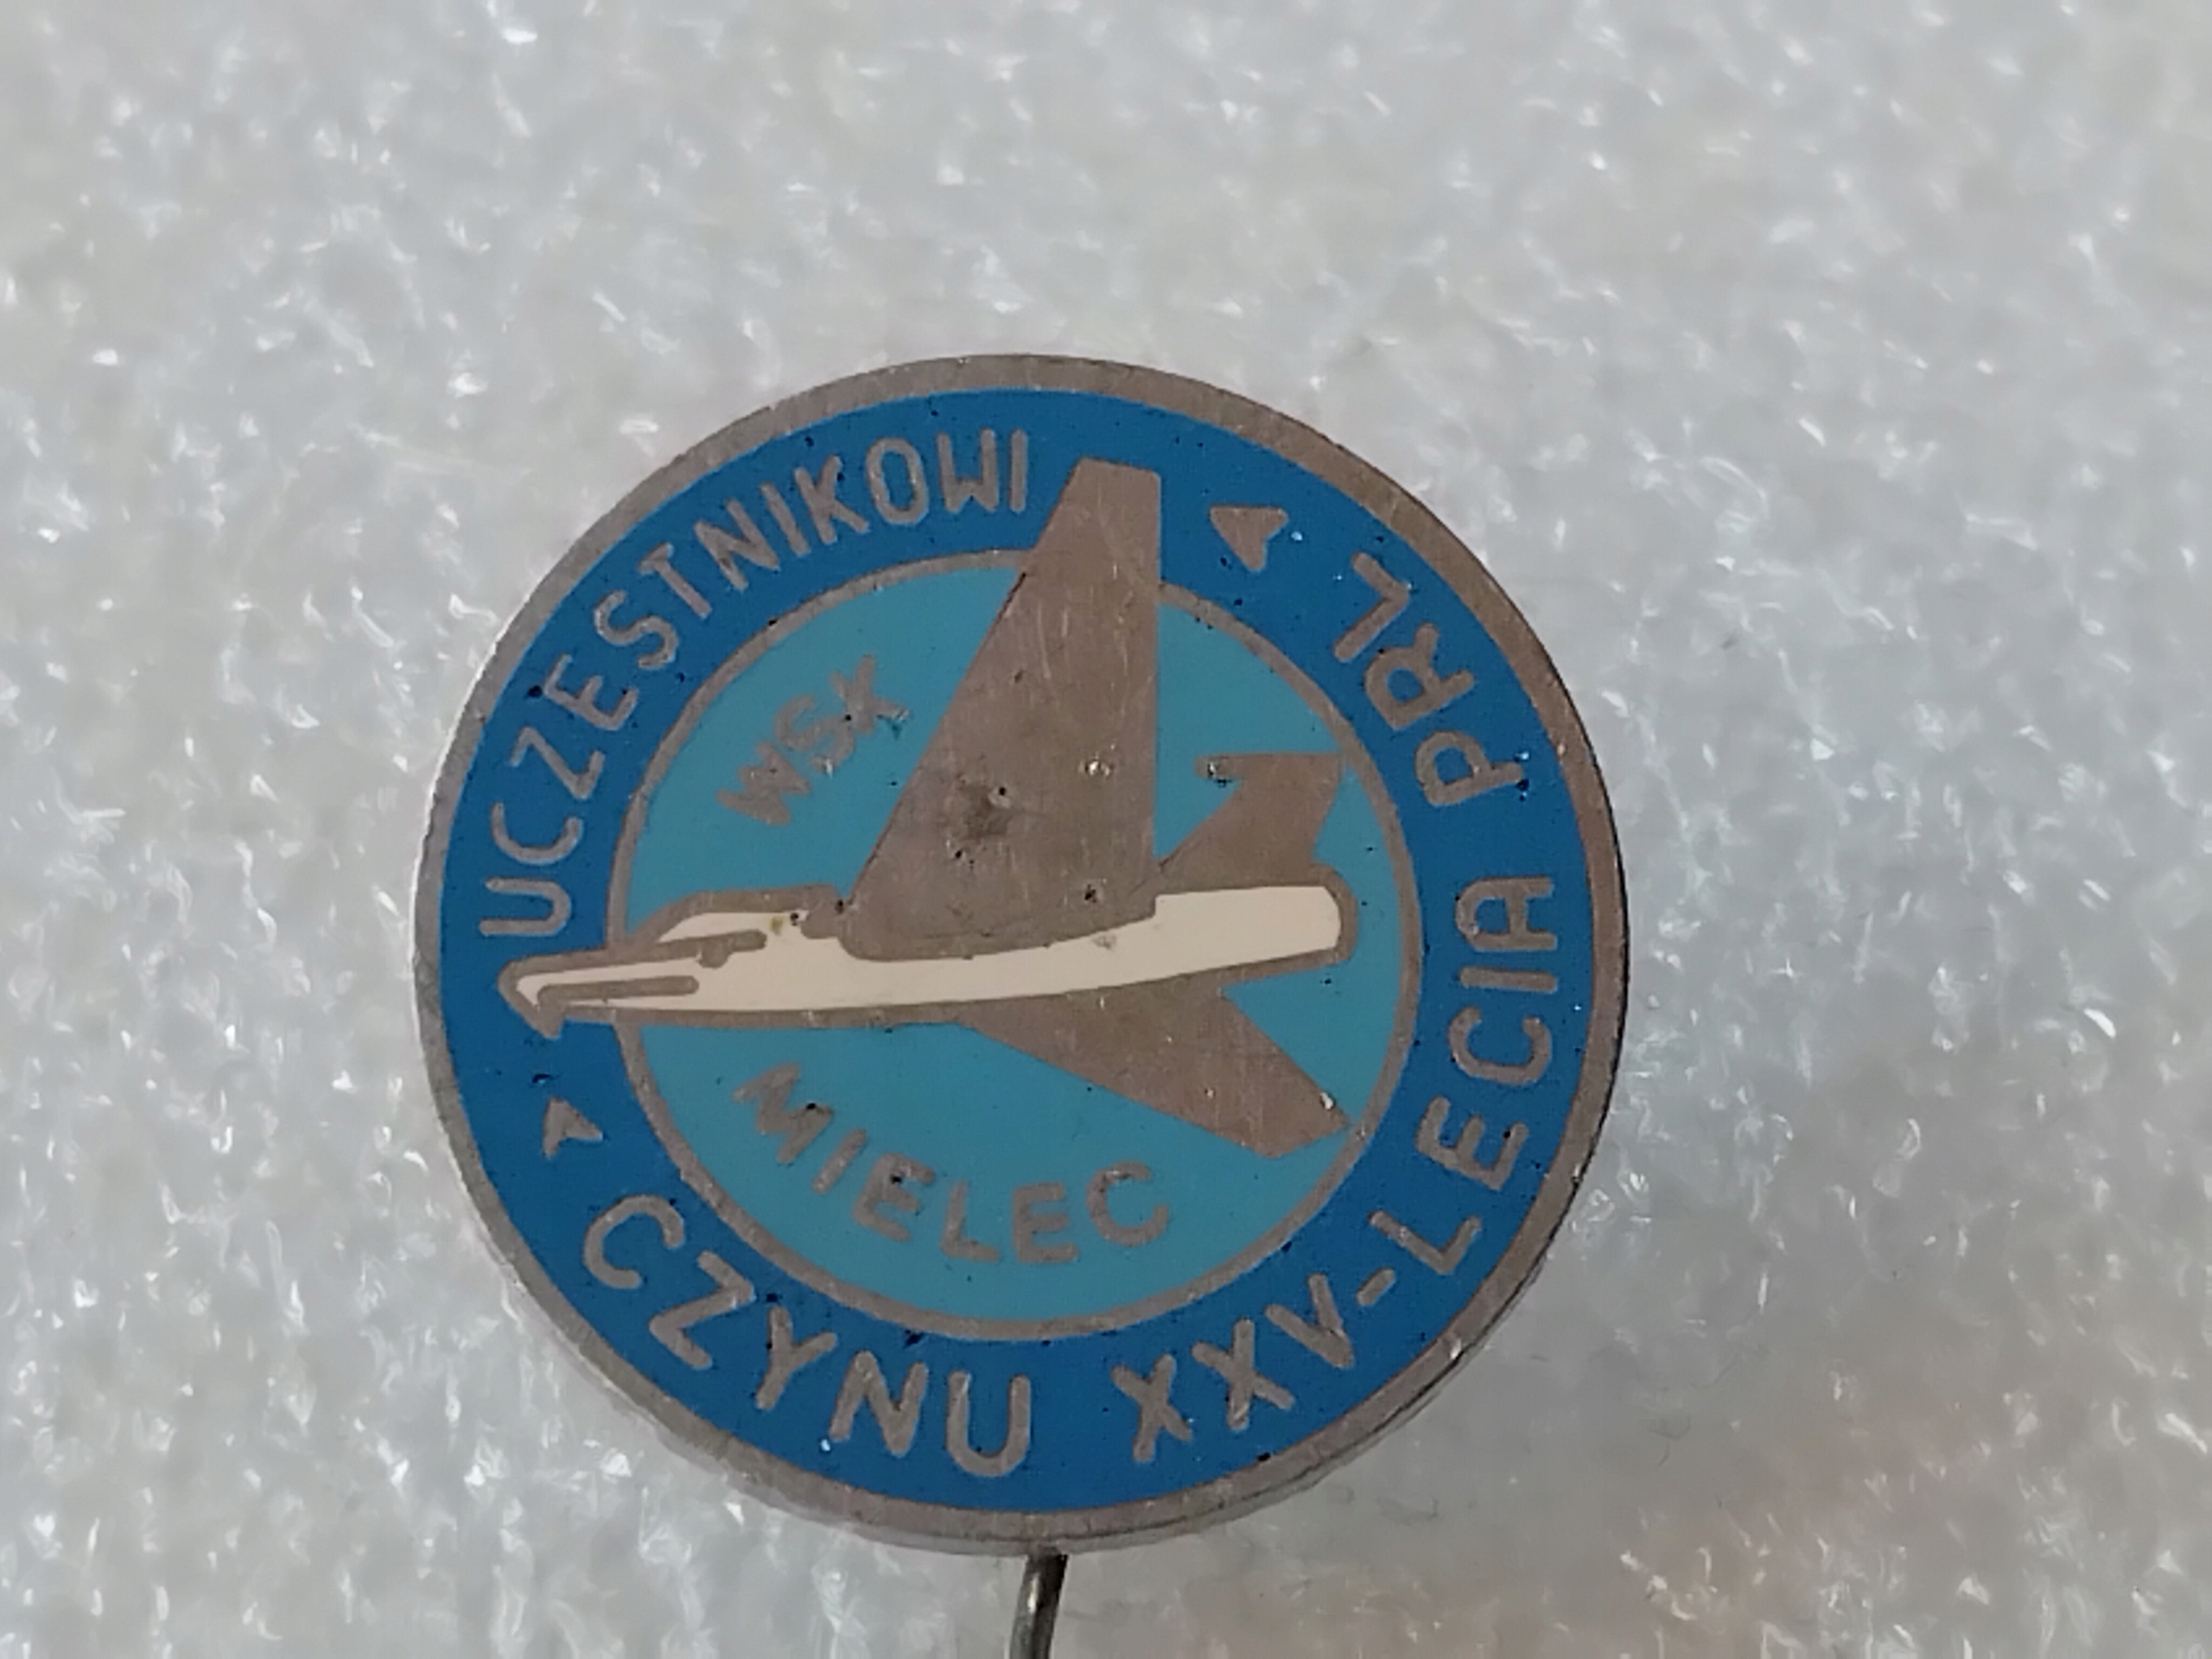 UCZESTNIKOWI
CZYNU XXV-LECIA PRL
WSK
MIELEC